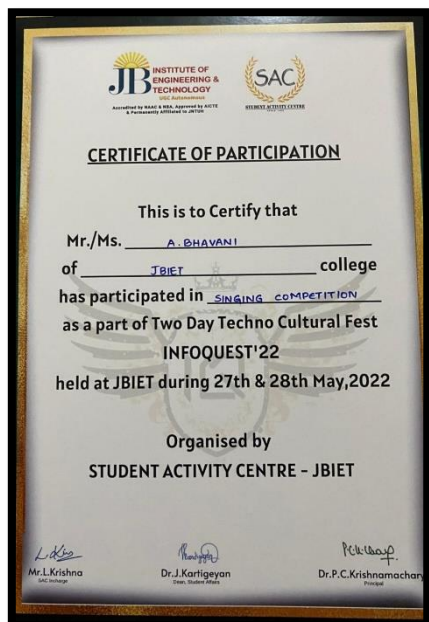 JB INSTITUTE OF
ENGINEERING &
TECHNOLOGY
UGC Autonomous
Accredited by NAAC & NBA, Approved by AICTE
& Permanently Affiliated to JNTUH
SAC
STUDENT ACTIVITY CENTRE
CERTIFICATE OF PARTICIPATION
This is to Certify that
Mr./Ms. A. BHAVANI
of JBIET college
has participated in SINGING COMPETITION
as a part of Two Day Techno Cultural Fest
INFOQUEST'22
held at JBIET during 27th & 28th May,2022
Organised by
STUDENT ACTIVITY CENTRE - JBIET
Mr.L.Krishna
SAC Incharge
Dr.J.Kartigeyan
Dean, Student Affairs
Dr.P.C.Krishnamachary
Principal